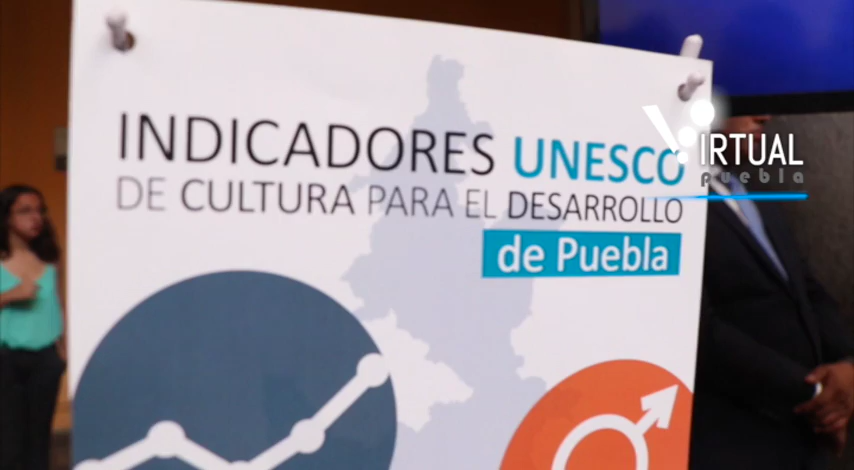 INDICADORES UNESCO
DE CULTURA PARA EL DESARROLLO
de Puebla
VIRTUAL
puebla